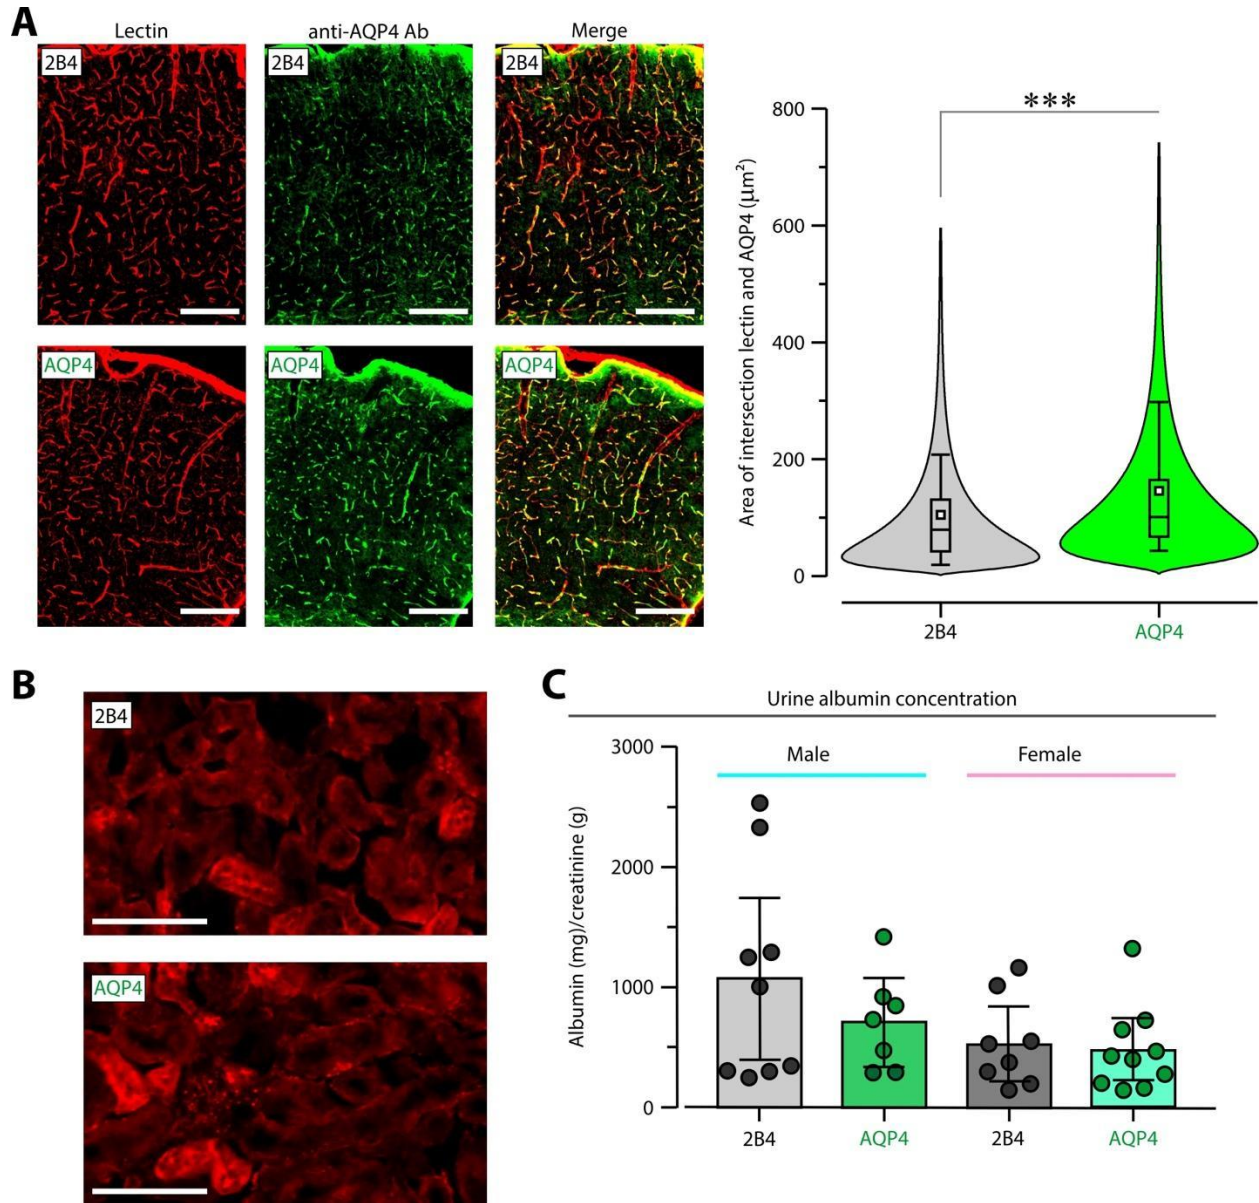 A
Lectin
anti-AQP4 Ab
Merge
2B4
2B4
2B4
AQP4
AQP4
AQP4
***
800
600
400
200
0
Area of intersection lectin and AQP4 (μm²)
2B4
AQP4
B
2B4
AQP4
C
Urine albumin concentration
Male
Female
3000
2000
1000
0
Albumin (mg)/creatinine (g)
2B4
AQP4
2B4
AQP4